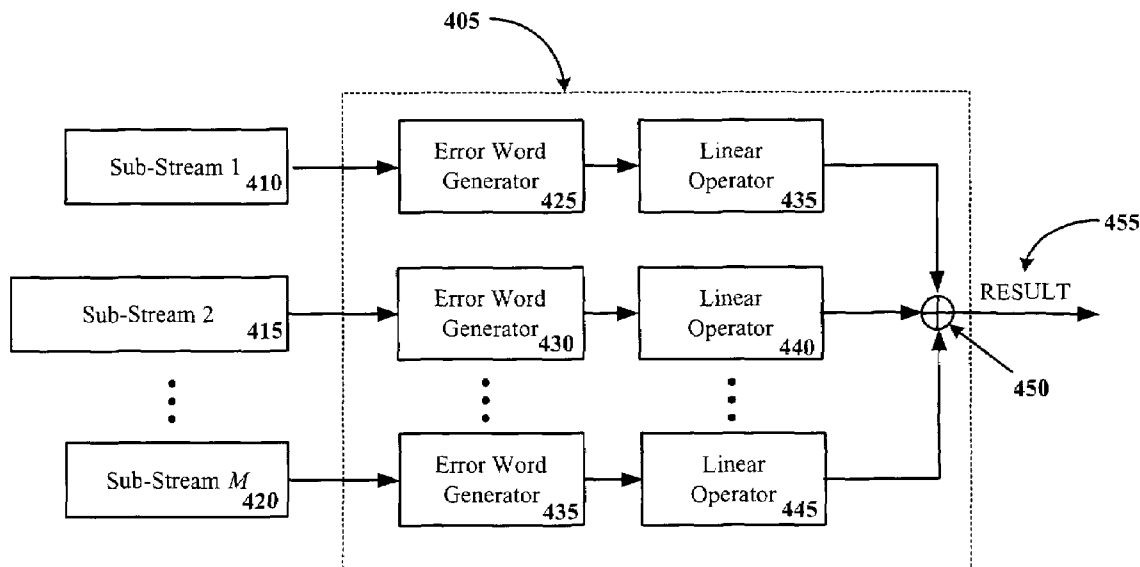 405
Sub-Stream 1
410
Error Word
Generator
425
Linear
Operator
435
455
RESULT
Sub-Stream 2
415
Error Word
Generator
430
Linear
Operator
440
450
Sub-Stream M
420
Error Word
Generator
435
Linear
Operator
445